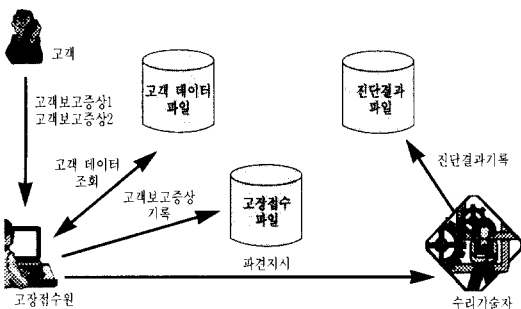 고객
고객 데이터
파일
진단결과
파일
고객보고증상1
고객보고증상2
고객 데이터
조회
고객보고증상
기록
고장접수
파일
진단결과기록
파견지시
고장접수원
수리기술자